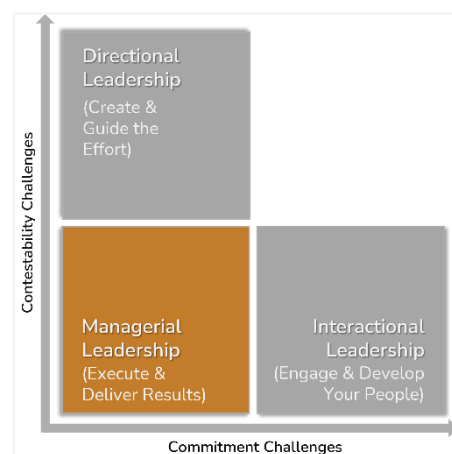 Directional
Leadership
(Create &
Guide the
Effort)
Contestability Challenges
Managerial
Leadership
(Execute &
Deliver Results)
Interactional
Leadership
(Engage & Develop
Your People)
Commitment Challenges